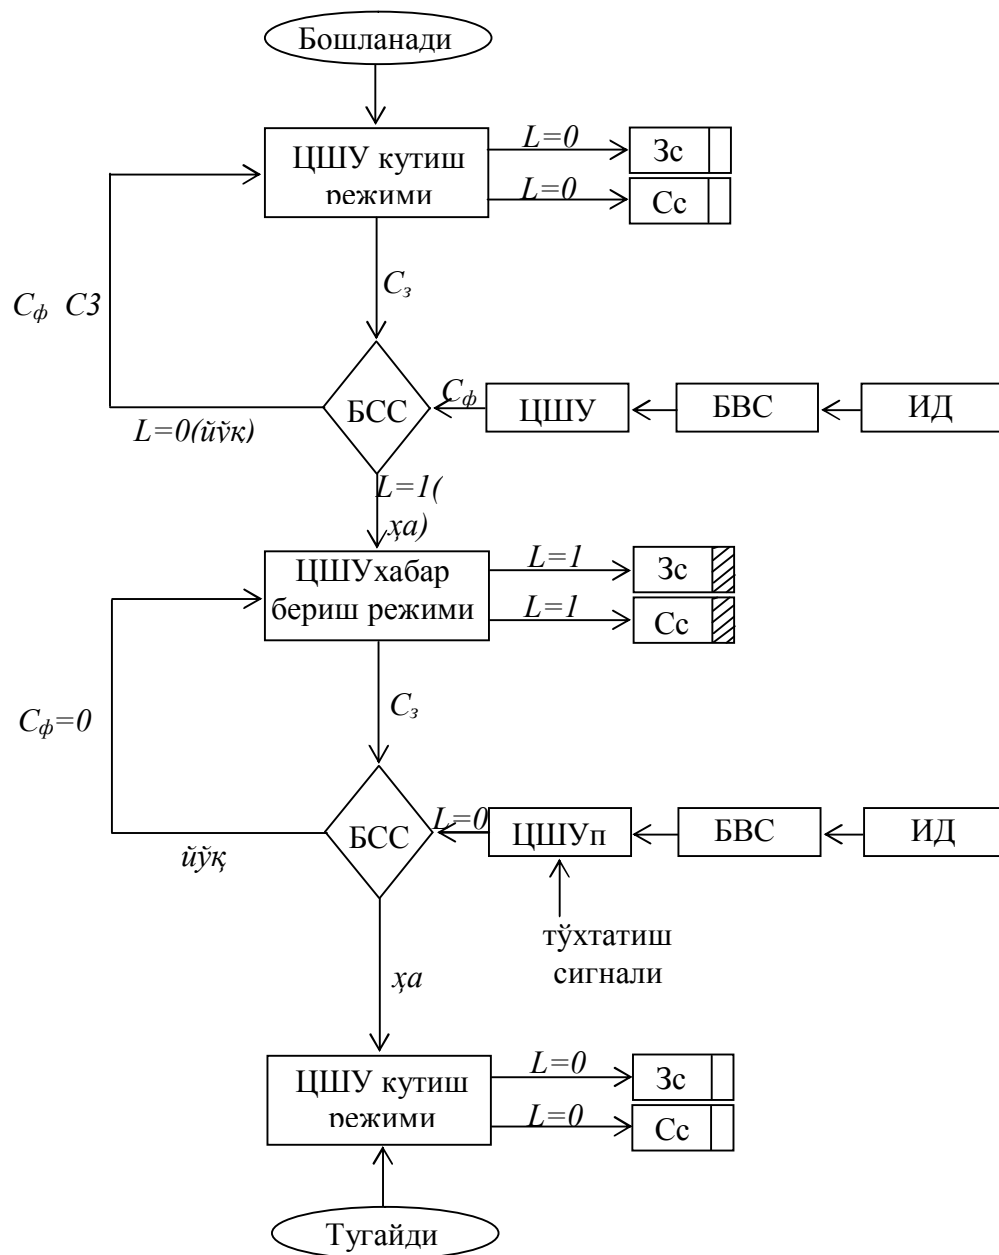 Бошланади
ЦШУ кутиш
режими
L=0
Зс
L=0
Сс
Сз
Сф СЗ
БСС
Сф
ЦШУ
БВС
ИД
L=0(йўқ)
L=1(
ҳа)
ЦШУхабар
бериш режими
L=1
Зс
L=1
Сс
Сз
Сф=0
БСС
L=0
ЦШУп
БВС
ИД
йўқ
тўхтатиш
сигнали
ҳа
ЦШУ кутиш
режими
L=0
Зс
L=0
Сс
Тугайди